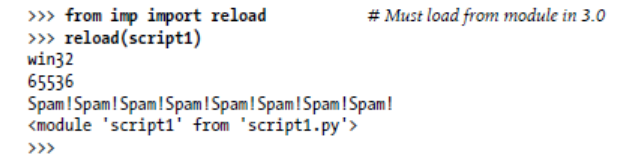 >>> from imp import reload # Must load from module in 3.0
>>> reload(script1)
win32
65536
Spam!Spam!Spam!Spam!Spam!Spam!Spam!Spam!
<module 'script1' from 'script1.py'>
>>>